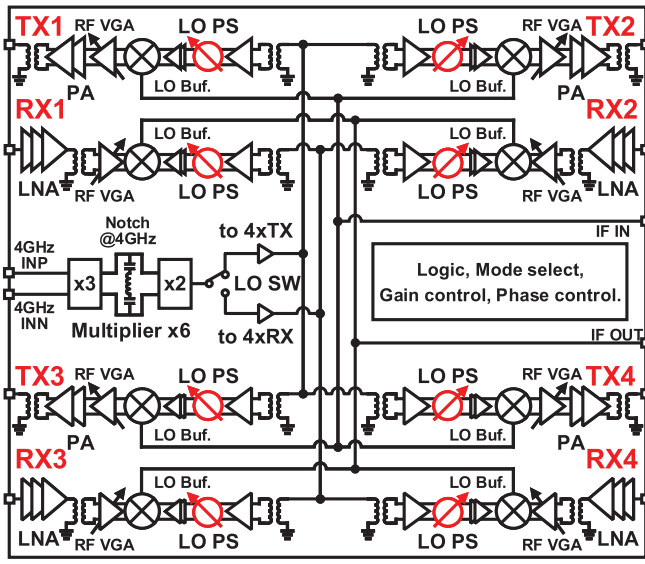 TX1
RF VGA
LO PS
LO PS
RF VGA
TX2
PA
LO Buf.
LO Buf.
PA
RX1
RX2
LO Buf.
LO Buf.
LNA
RF VGA
LO PS
LO PS
RF VGA
LNA
Notch
@4GHz
to 4xTX
IF IN
4GHz
INP
x3
x2
LO SW
4GHz
INN
Logic, Mode select,
Gain control, Phase control.
Multiplier x6
to 4xRX
IF OUT
TX3
RF VGA
LO PS
LO PS
RF VGA
TX4
PA
LO Buf.
LO Buf.
PA
RX3
RX4
LO Buf.
LO Buf.
LNA
RF VGA
LO PS
LO PS
RF VGA
LNA